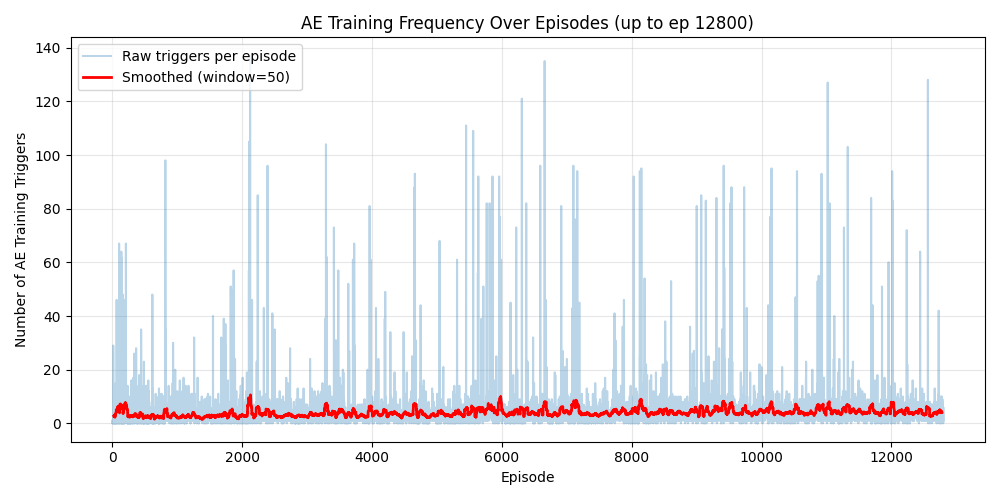 AE Training Frequency Over Episodes (up to ep 12800)
Raw triggers per episode
Smoothed (window=50)
Number of AE Training Triggers
140
120
100
80
60
40
20
0
0 2000 4000 6000 8000 10000 12000
Episode